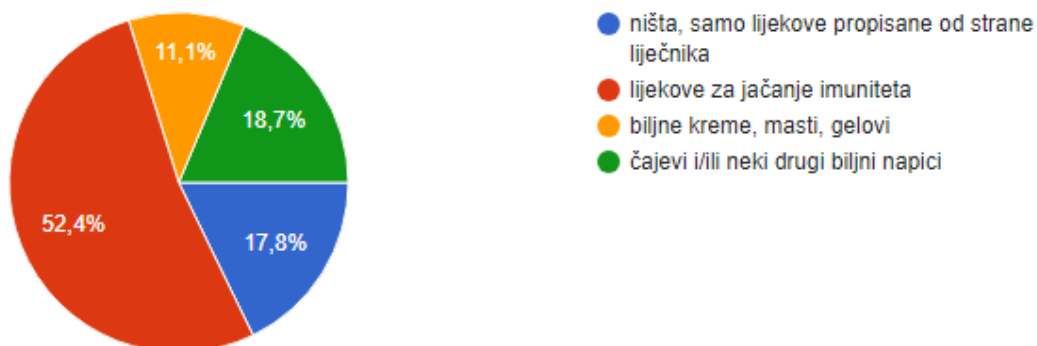 11,1%
18,7%
52,4%
17,8%
ništa, samo lijekove propisane od strane
liječnika
lijekove za jačanje imuniteta
biljne kreme, masti, gelovi
čajevi i/ili neki drugi biljni napici